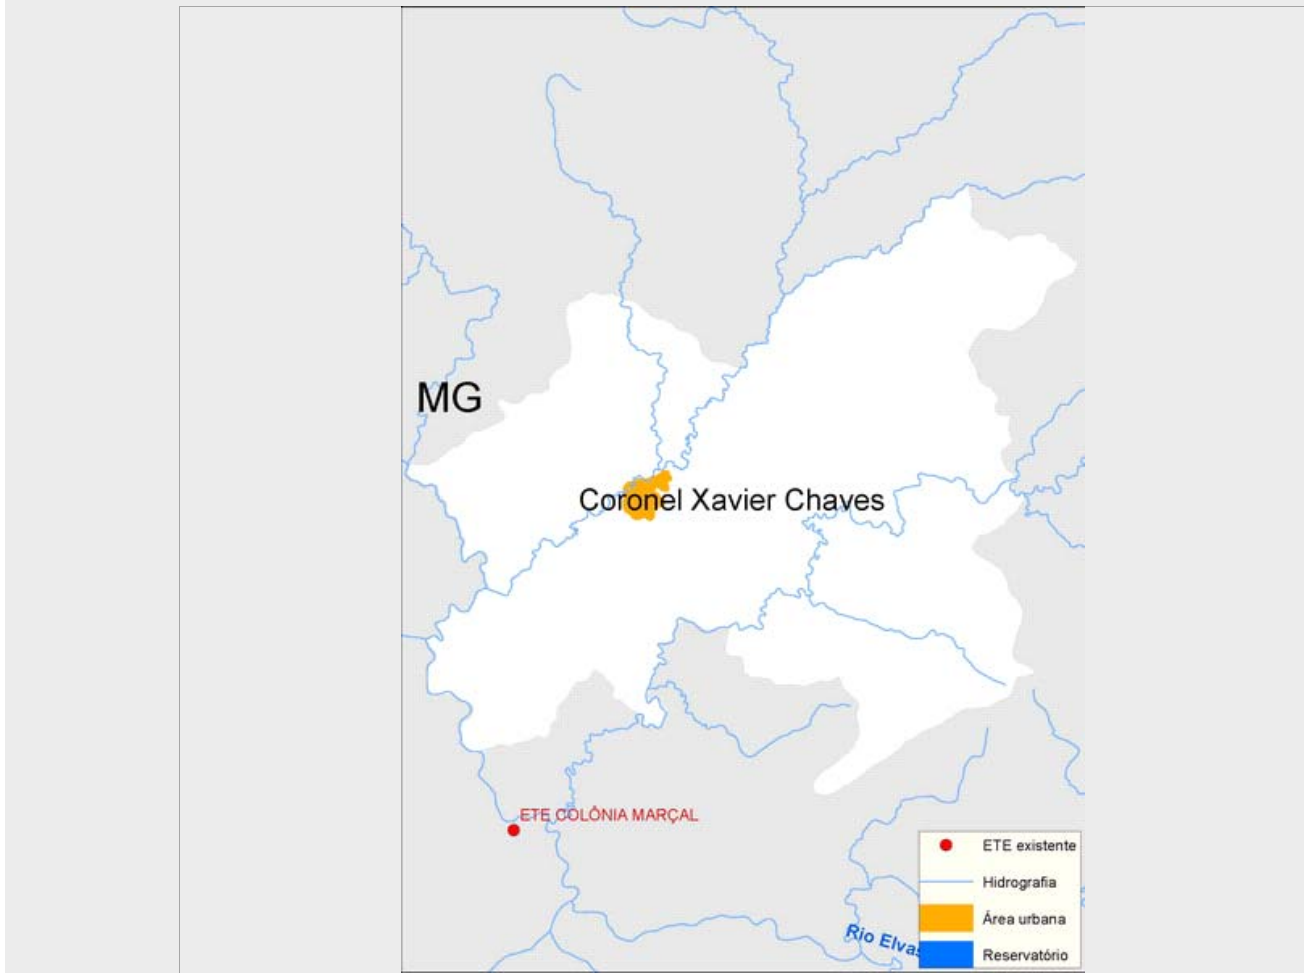 MG
Coronel Xavier Chaves
ETE COLÔNIA MARÇAL
ETE existente
Hidrografia
Área urbana
Reservatório
Rio Elvas